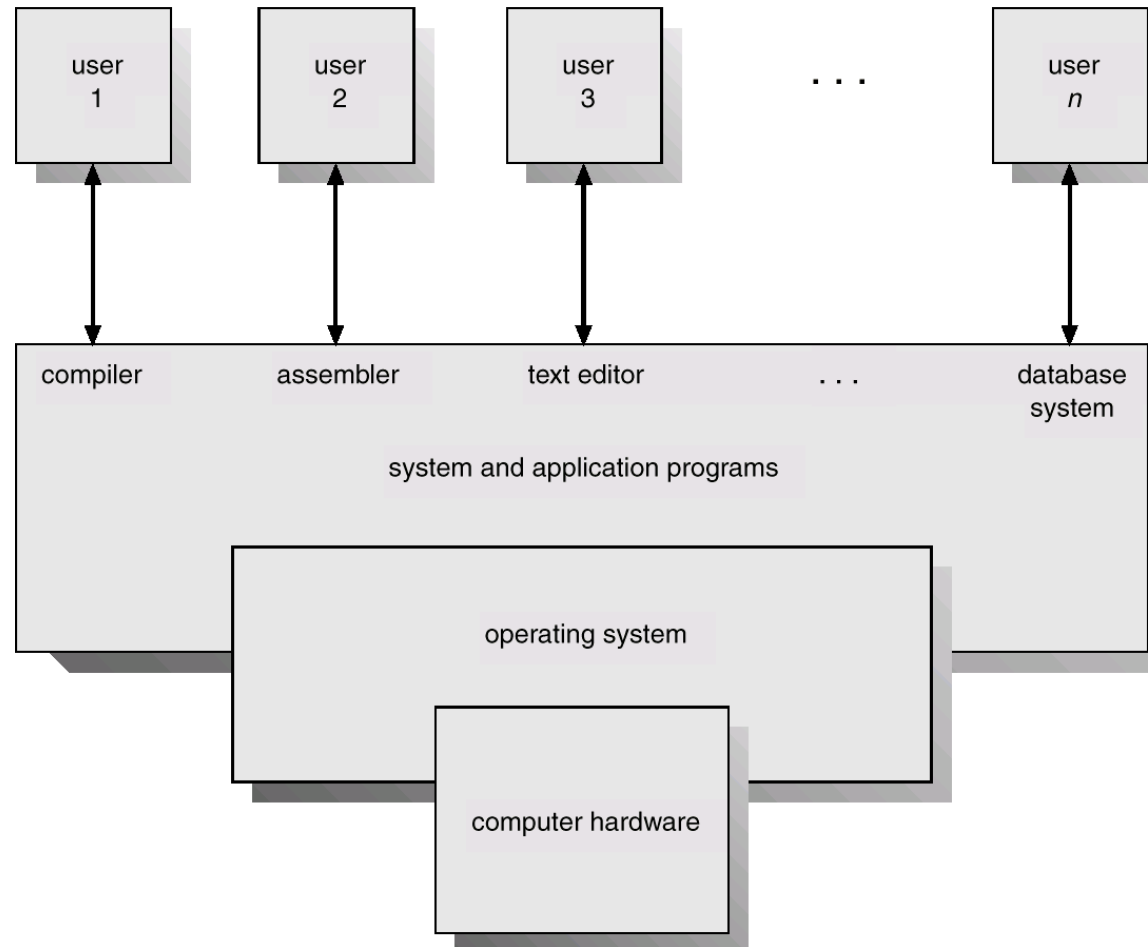 user
1
user
2
user
3
. . .
user
n
compiler
assembler
text editor
. . .
database
system
system and application programs
operating system
computer hardware